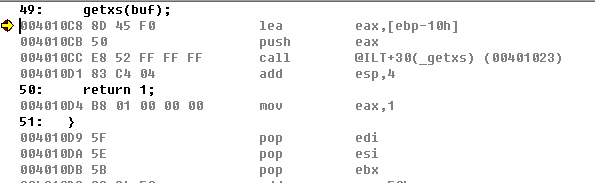 49:     getxs(buf);
004010C8 8D 45 F0             lea         eax,[ebp-10h]
004010CB 50                   push        eax
004010CC E8 52 FF FF FF       call        @ILT+30(_getxs) (00401023)
004010D1 83 C4 04             add         esp,4
50:     return 1;
004010D4 B8 01 00 00 00       mov         eax,1
51:   }
004010D9 5F                   pop         edi
004010DA 5E                   pop         esi
004010DB 5B                   pop         ebx